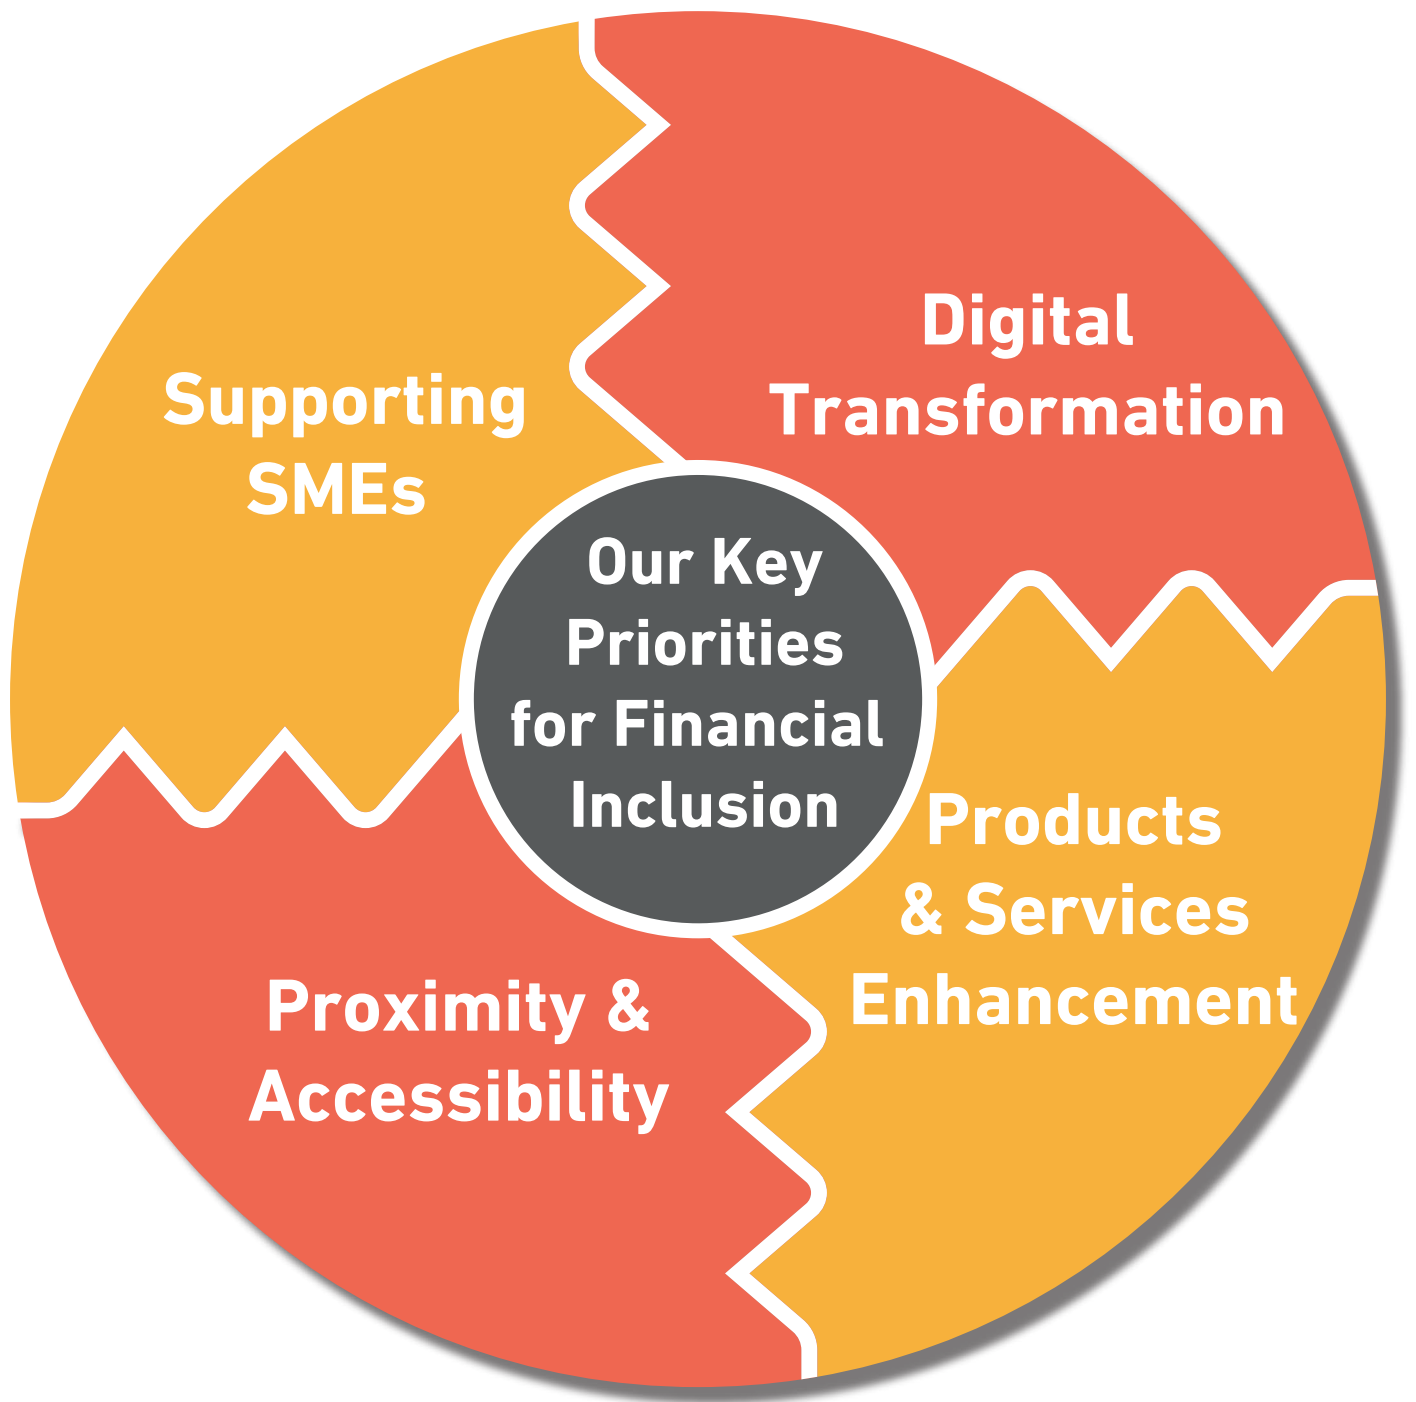 Supporting
SMEs
Digital
Transformation
Our Key
Priorities
for Financial
Inclusion
Products
& Services
Enhancement
Proximity &
Accessibility